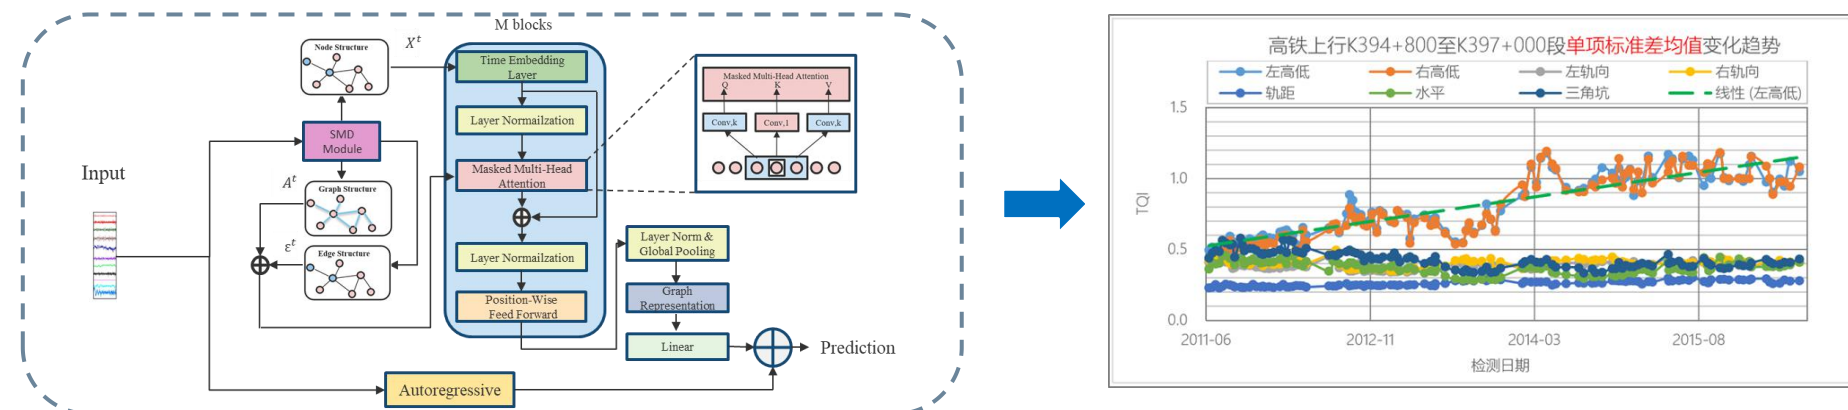 M blocks
Input
Node Structure
X^t
SMD
Module
A^t
Graph Structure
ε^t
Edge Structure
Time Embedding
Layer
Layer Normailzation
Masked Multi-Head
Attention
Layer Normailzation
Position-Wise
Feed Forward
Masked Multi-Head Attention
Q K V
Conv,k Conv,1 Conv,k
Layer Norm &
Global Pooling
Graph
Representation
Linear
Prediction
Autoregressive
高铁上行K394+800至K397+000段单项标准差均值变化趋势
左高低 右高低 左轨向 右轨向
轨距 水平 三角坑 线性 (左高低)
TQI
1.5
1.0
0.5
0.0
2011-06 2012-11 2014-03 2015-08
检测日期